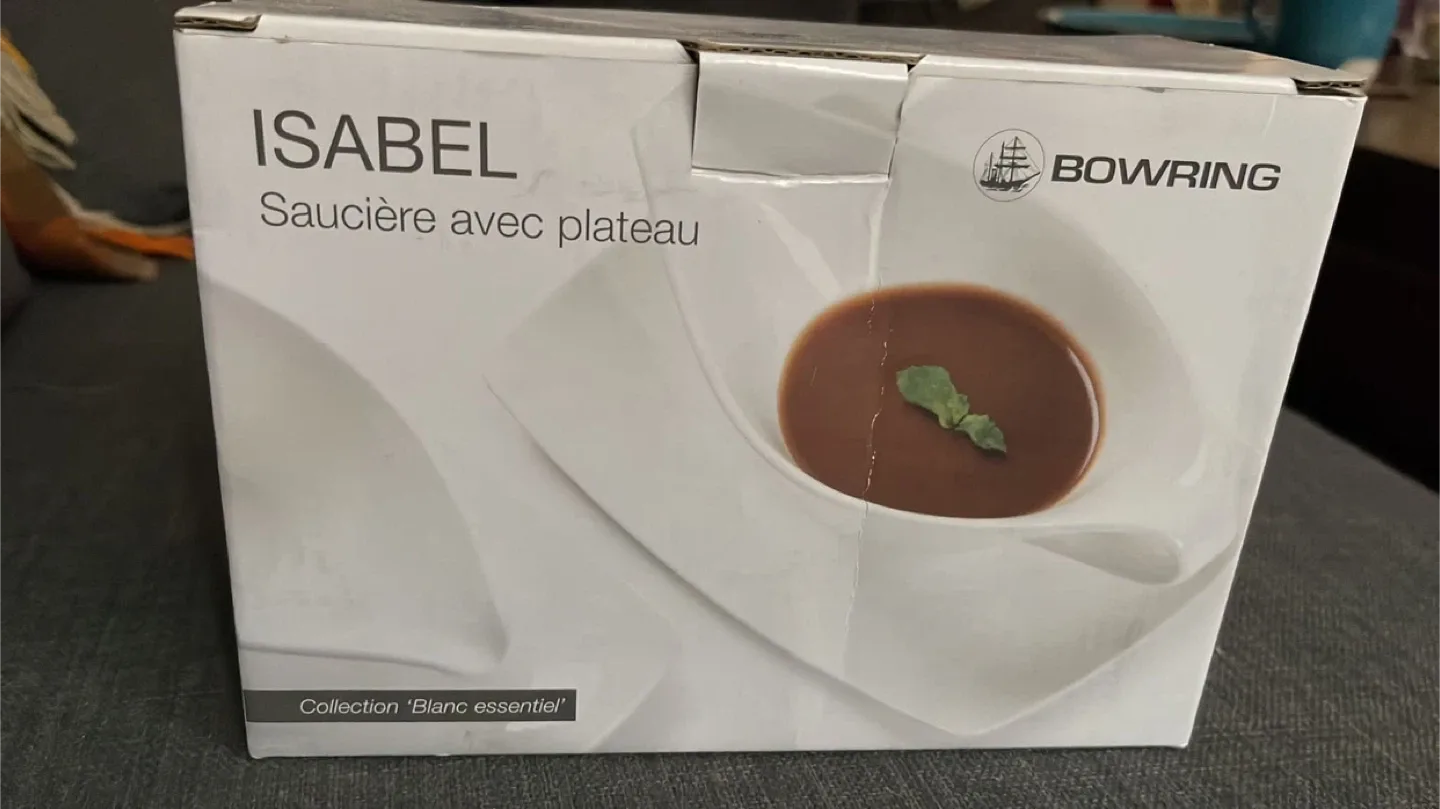 ISABEL
Saucière avec plateau
BOWRING
Collection ‘Blanc essentiel’